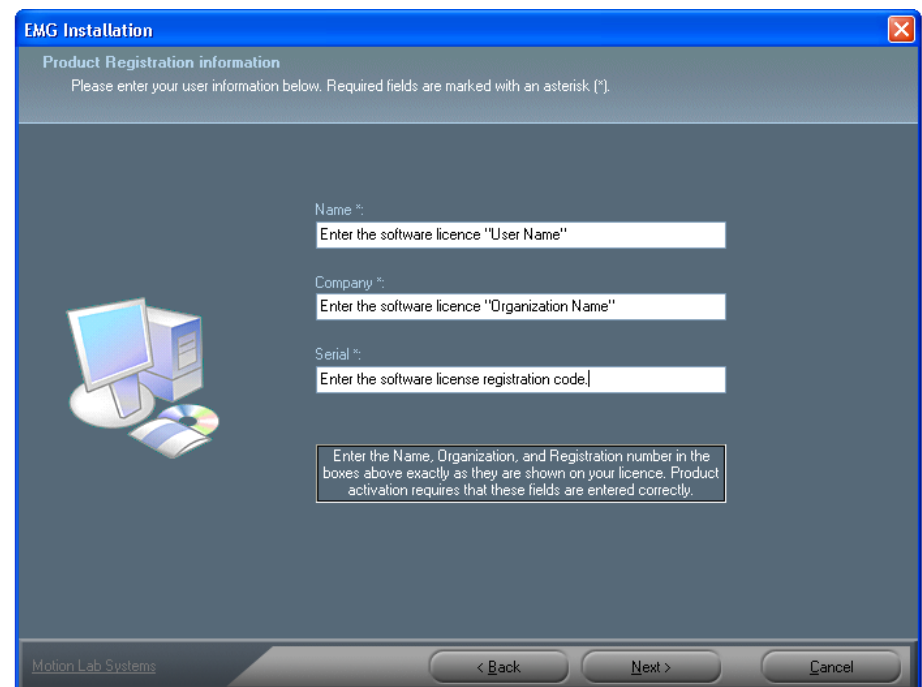 EMG Installation
Product Registration information
Please enter your user information below. Required fields are marked with an asterisk (*).
Name *:
Enter the software licence "User Name"
Company *:
Enter the software licence "Organization Name"
Serial *:
Enter the software license registration code.
Enter the Name, Organization, and Registration number in the
boxes above exactly as they are shown on your licence. Product
activation requires that these fields are entered correctly.
Motion Lab Systems
< Back
Next >
Cancel